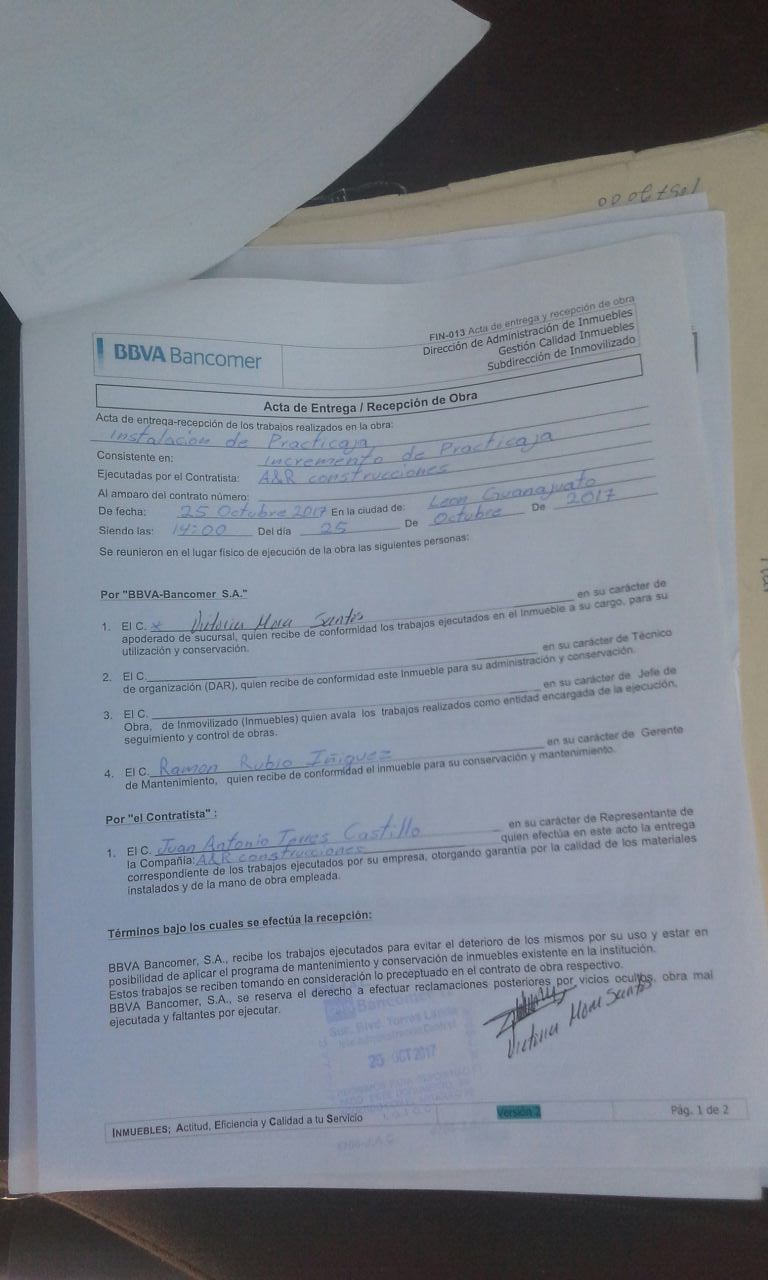 BBVA Bancomer
FIN-013 Acta de entrega y recepción de obra
Dirección de Administración de Inmuebles
Gestión Calidad Inmuebles
Subdirección de Inmovilizado
Acta de Entrega / Recepción de Obra
Acta de entrega-recepción de los trabajos realizados en la obra:
Instalación de Practicaja
Consistente en: Incremento de Practicaja
Ejecutadas por el Contratista: A&R construcciones
Al amparo del contrato número:
De fecha: 25 Octubre 2017 En la ciudad de: Leon Guanajuato
Siendo las: 14:00 Del día 25 De Octubre De 2017
Se reunieron en el lugar físico de ejecución de la obra las siguientes personas:
Por "BBVA-Bancomer S.A."
1. El C. Victoria Mora Santos en su carácter de
apoderado de sucursal, quien recibe de conformidad los trabajos ejecutados en el Inmueble a su cargo, para su
utilización y conservación.
2. El C. en su carácter de Técnico
de organización (DAR), quien recibe de conformidad este Inmueble para su administración y conservación.
3. El C. en su carácter de Jefe de
Obra, de Inmovilizado (Inmuebles) quien avala los trabajos realizados como entidad encargada de la ejecución,
seguimiento y control de obras.
4. El C. Ramon Rubio Iñiguez en su carácter de Gerente
de Mantenimiento, quien recibe de conformidad el inmueble para su conservación y mantenimiento.
Por "el Contratista" :
1. El C. Juan Antonio Torres Castillo en su carácter de Representante de
la Compañía: A&R construcciones quien efectúa en este acto la entrega
correspondiente de los trabajos ejecutados por su empresa, otorgando garantía por la calidad de los materiales
instalados y de la mano de obra empleada.
Términos bajo los cuales se efectúa la recepción:
BBVA Bancomer, S.A., recibe los trabajos ejecutados para evitar el deterioro de los mismos por su uso y estar en
posibilidad de aplicar el programa de mantenimiento y conservación de inmuebles existente en la institución.
Estos trabajos se reciben tomando en consideración lo preceptuado en el contrato de obra respectivo.
BBVA Bancomer, S.A., se reserva el derecho a efectuar reclamaciones posteriores por vicios ocultos, obra mal
ejecutada y faltantes por ejecutar.
Bancomer
Suc. Blvd. Torres Landa
25 OCT 2017
Victoria Mora Santos
INMUEBLES; Actitud, Eficiencia y Calidad a tu Servicio
Versión 2
Pág. 1 de 2